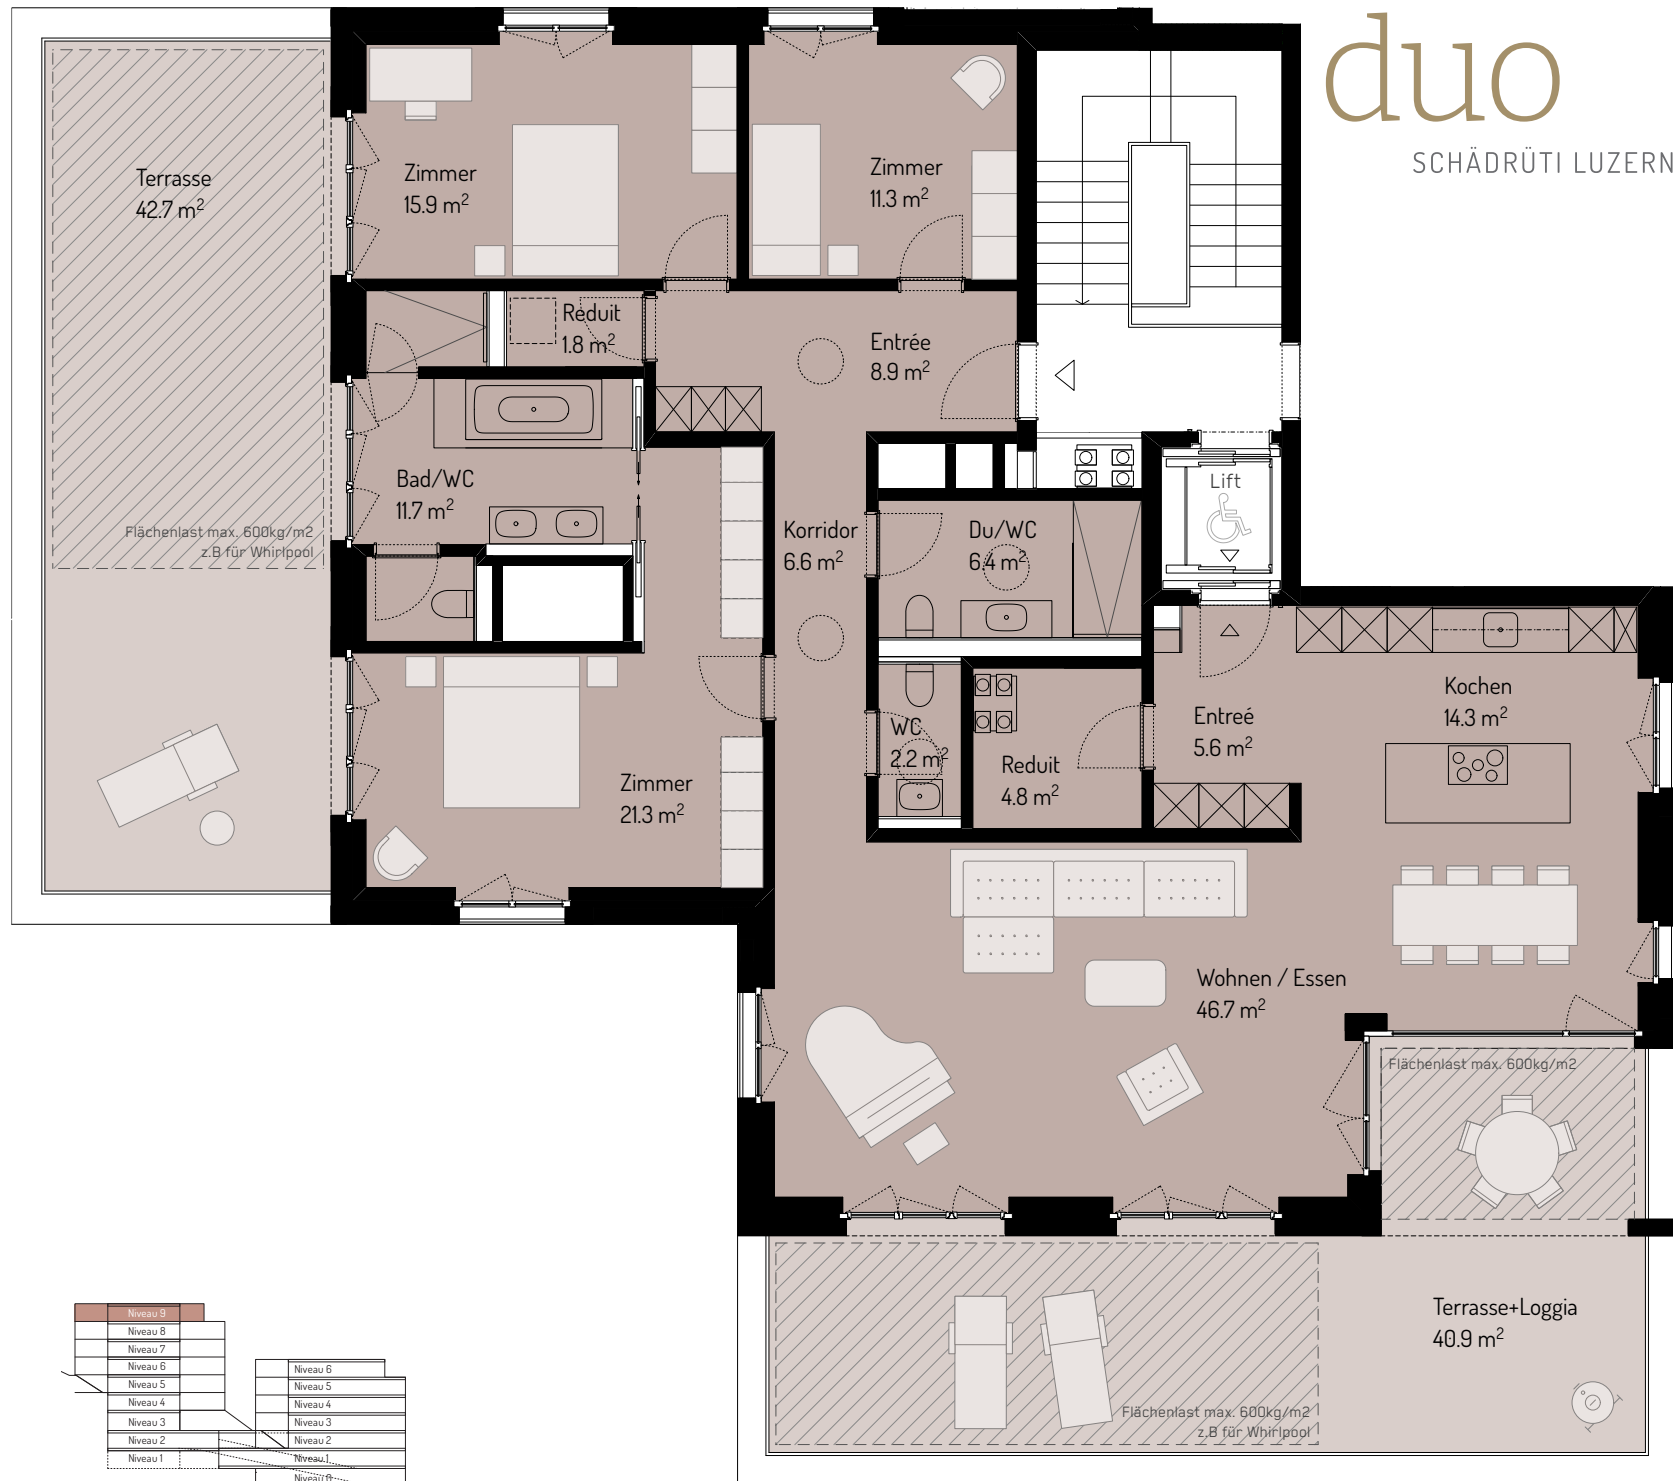 duo
SCHÄDRÜTI LUZERN
Terrasse
42.7 m²
Zimmer
15.9 m²
Zimmer
11.3 m²
Reduit
1.8 m²
Entrée
8.9 m²
Bad/WC
11.7 m²
Flächenlast max. 600kg/m2
z.B für Whirlpool
Korridor
6.6 m²
Du/WC
6.4 m²
Lift
WC
2.2 m²
Reduit
4.8 m²
Entreé
5.6 m²
Kochen
14.3 m²
Zimmer
21.3 m²
Wohnen / Essen
46.7 m²
Flächenlast max. 600kg/m2
Terrasse+Loggia
40.9 m²
Flächenlast max. 600kg/m2
z.B für Whirlpool
Niveau 9
Niveau 8
Niveau 7
Niveau 6
Niveau 5
Niveau 4
Niveau 3
Niveau 2
Niveau 1
Niveau 6
Niveau 5
Niveau 4
Niveau 3
Niveau 2
Niveau 1
Niveau